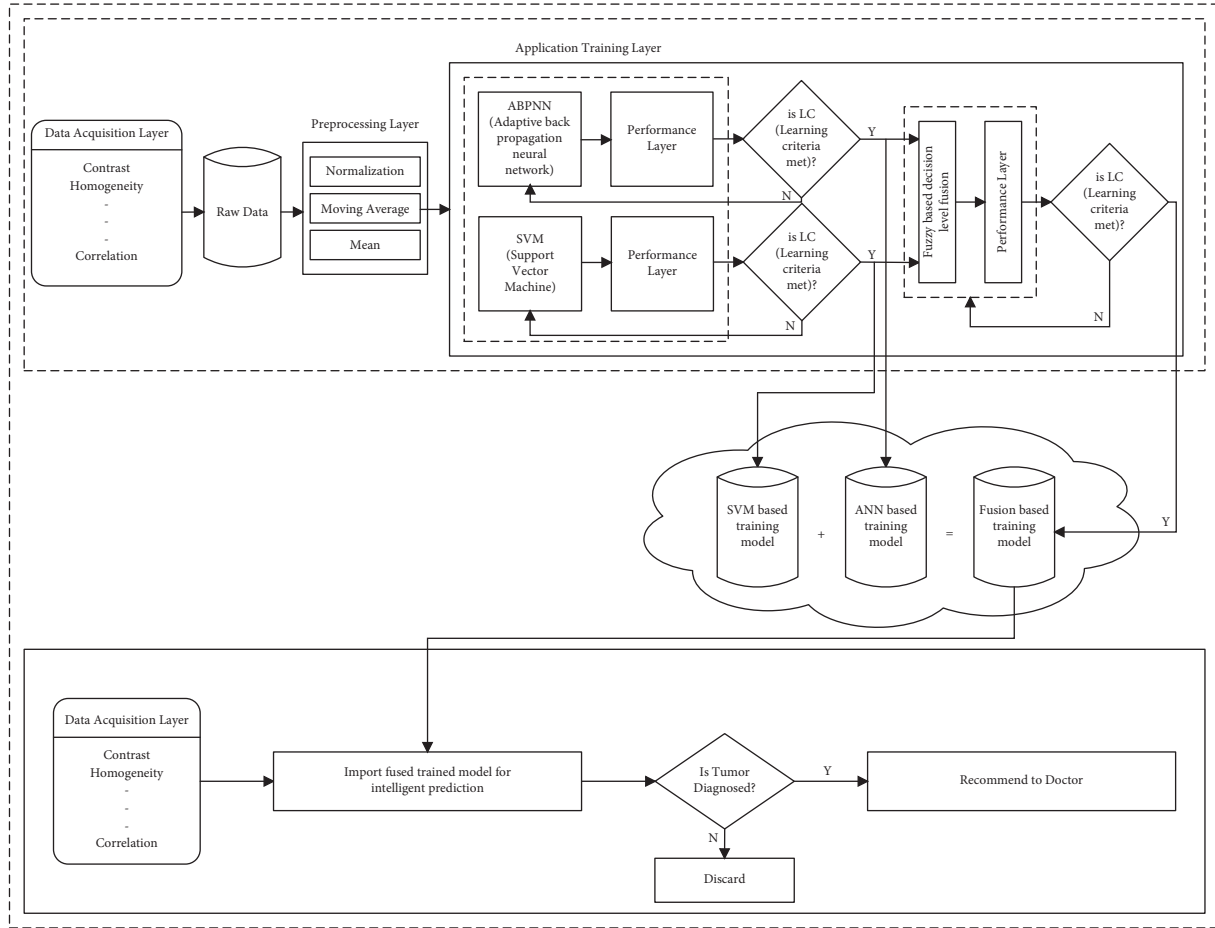 Application Training Layer
Data Acquisition Layer
Contrast
Homogeneity
-
-
-
Correlation
Raw Data
Preprocessing Layer
Normalization
Moving Average
Mean
ABPNN
(Adaptive back
propagation
neural
network)
Performance
Layer
is LC
(Learning
criteria
met)?
Y
N
SVM
(Support
Vector
Machine)
Performance
Layer
is LC
(Learning
criteria
met)?
Y
N
Fuzzy based decision
level fusion
Performance Layer
is LC
(Learning
criteria
met)?
N
Y
SVM based
training
model
+
ANN based
training
model
=
Fusion based
training
model
Data Acquisition Layer
Contrast
Homogeneity
-
-
-
Correlation
Import fused trained model for
intelligent prediction
Is Tumor
Diagnosed?
Y
N
Recommend to Doctor
Discard